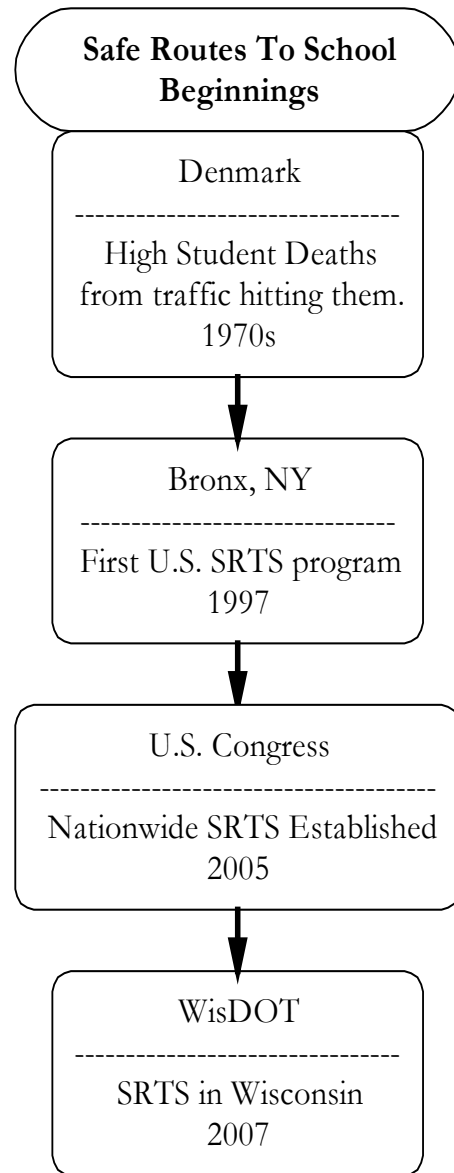 Safe Routes To School
Beginnings
Denmark
--------------------------------
High Student Deaths
from traffic hitting them.
1970s
Bronx, NY
-------------------------------
First U.S. SRTS program
1997
U.S. Congress
------------------------------------------
Nationwide SRTS Established
2005
WisDOT
--------------------------------
SRTS in Wisconsin
2007